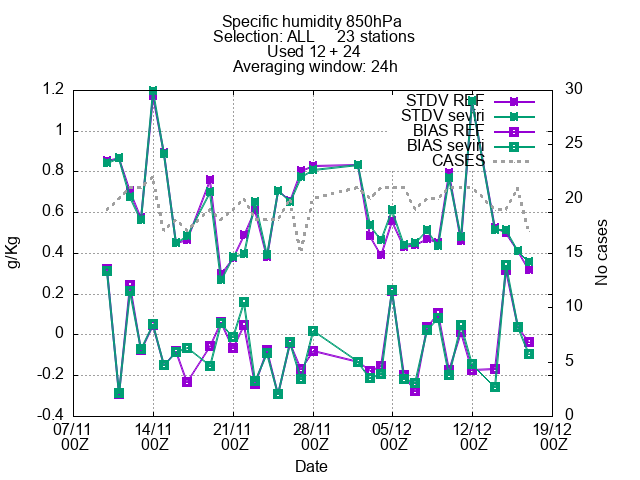 Specific humidity 850hPa
Selection: ALL 23 stations
Used 12 + 24
Averaging window: 24h
STDV REF
STDV seviri
BIAS REF
BIAS seviri
CASES
1.2
1
0.8
0.6
0.4
0.2
0
-0.2
-0.4
g/Kg
30
25
20
15
10
5
0
No cases
07/11 14/11 21/11 28/11 05/12 12/12 19/12
00Z 00Z 00Z 00Z 00Z 00Z 00Z
Date